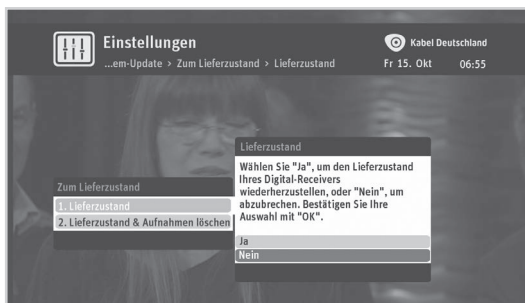 Einstellungen
Kabel Deutschland
...em-Update > Zum Lieferzustand > Lieferzustand
Fr 15. Okt 06:55
Zum Lieferzustand
1. Lieferzustand
2. Lieferzustand & Aufnahmen löschen
Lieferzustand
Wählen Sie "Ja", um den Lieferzustand
Ihres Digital-Receivers
wiederherzustellen, oder "Nein", um
abzubrechen. Bestätigen Sie Ihre
Auswahl mit "OK".
Ja
Nein